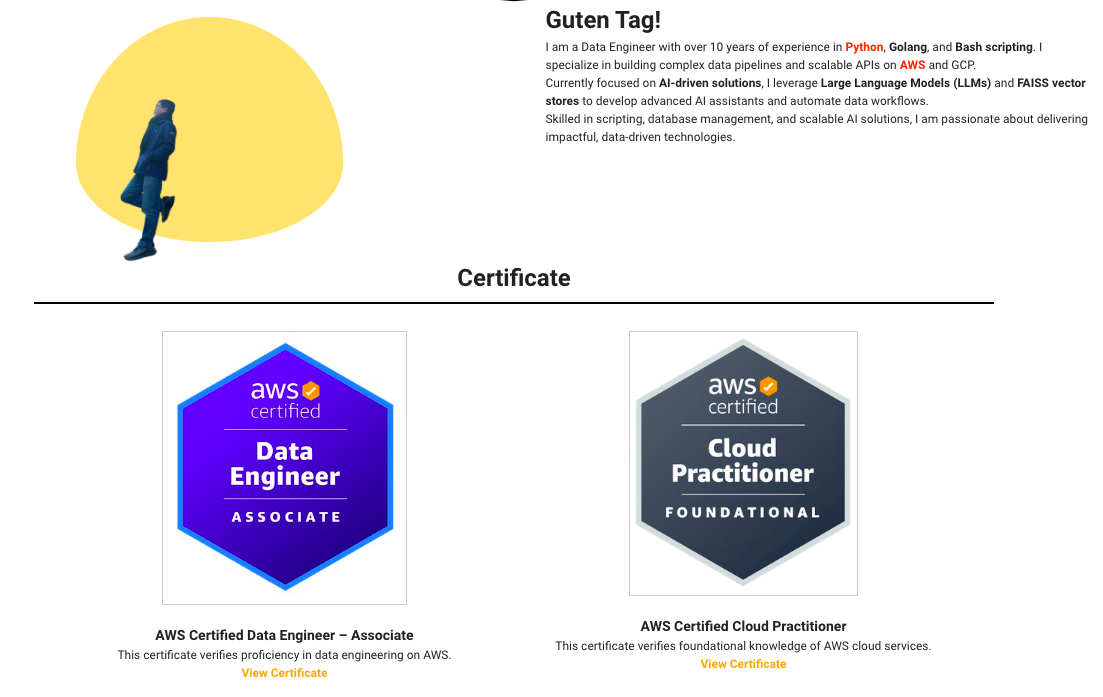 Guten Tag!
I am a Data Engineer with over 10 years of experience in Python, Golang, and Bash scripting. I
specialize in building complex data pipelines and scalable APIs on AWS and GCP.
Currently focused on AI-driven solutions, I leverage Large Language Models (LLMs) and FAISS vector
stores to develop advanced AI assistants and automate data workflows.
Skilled in scripting, database management, and scalable AI solutions, I am passionate about delivering
impactful, data-driven technologies.
Certificate
aws
certified
Data
Engineer
ASSOCIATE
AWS Certified Data Engineer – Associate
This certificate verifies proficiency in data engineering on AWS.
View Certificate
aws
certified
Cloud
Practitioner
FOUNDATIONAL
AWS Certified Cloud Practitioner
This certificate verifies foundational knowledge of AWS cloud services.
View Certificate